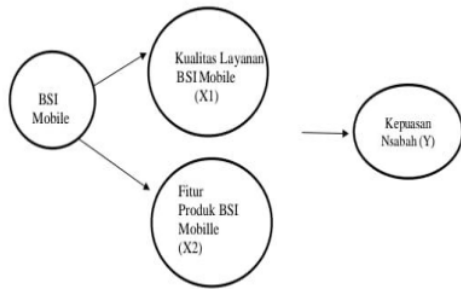 BSI
Mobile
Kualitas Layanan
BSI Mobile
(X1)
Fitur
Produk BSI
Mobille
(X2)
Kepuasan
Nsabah (Y)